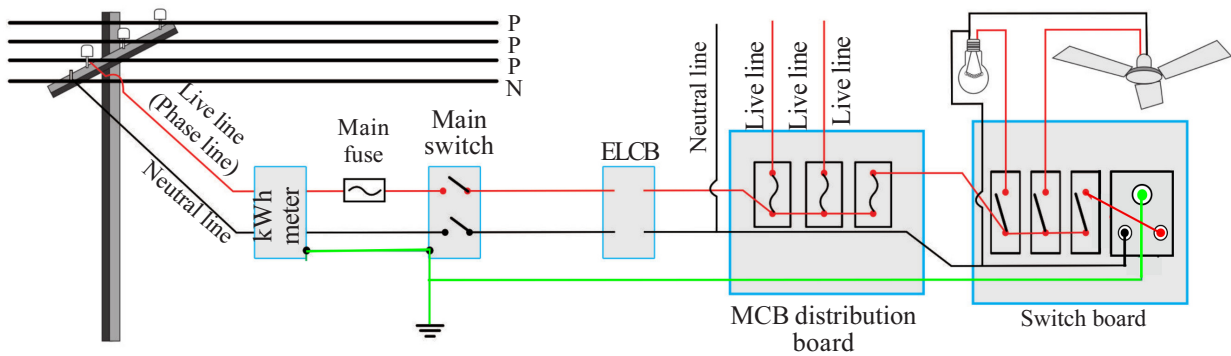 P
P
P
N
Live line
(Phase line)
Neutral line
kWh
meter
Main
fuse
Main
switch
ELCB
Neutral line
Live line
Live line
Live line
MCB distribution
board
Switch board